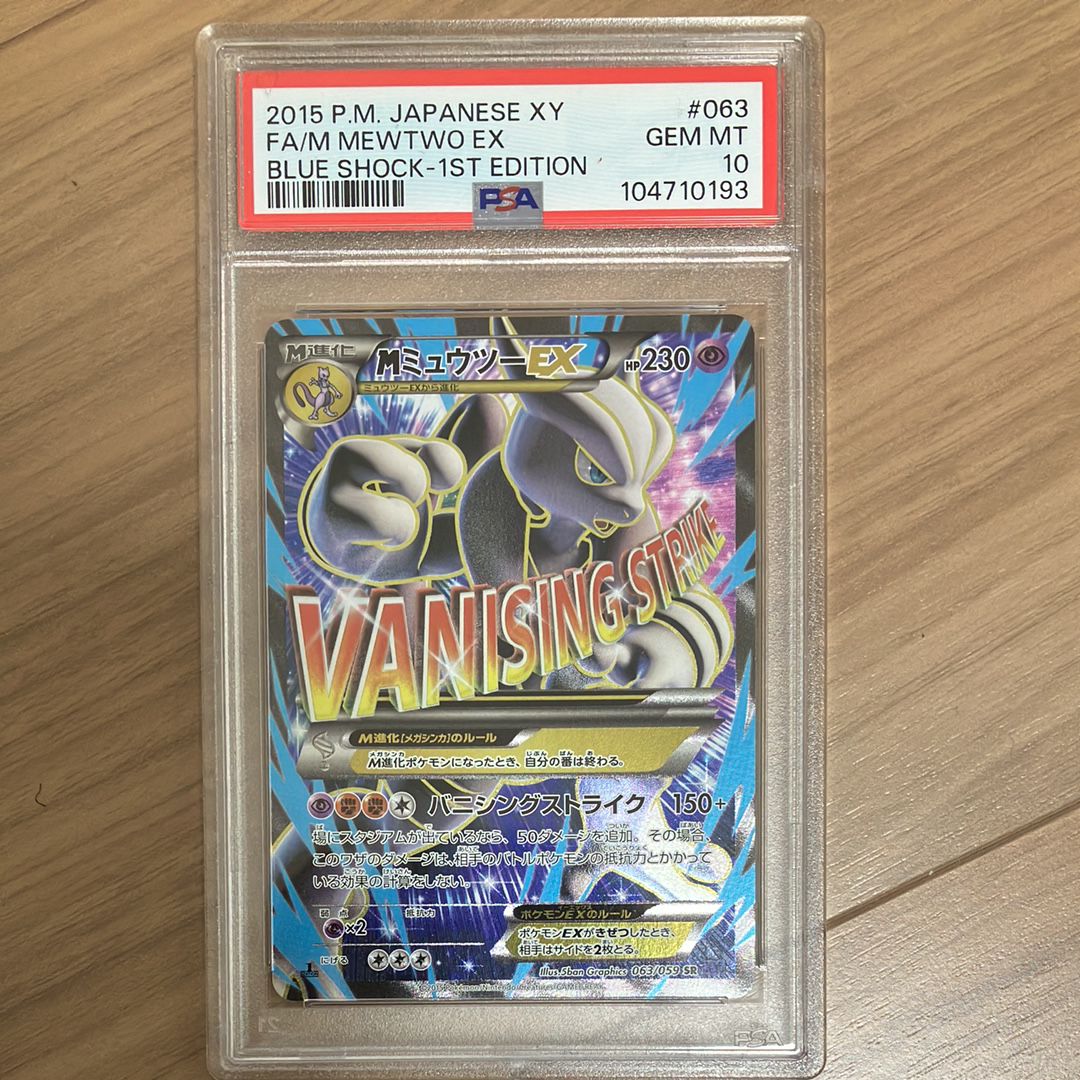 2015 P.M. JAPANESE XY #063
FA/M MEWTWO EX GEM MT
BLUE SHOCK-1ST EDITION 10
PSA 104710193
M進化 MミュウツーEX HP230
ミュウツーEXから進化
VANISING STRIKE
M進化[メガシンカ]のルール
M進化ポケモンになったとき、自分の番は終わる。
バニシングストライク 150+
場にスタジアムが出ているなら、50ダメージを追加。その場合、
このワザのダメージは、相手のバトルポケモンの抵抗力とかかって
いる効果の計算をしない。
弱点 抵抗力
×2
ポケモンEXのルール
ポケモンEXがきぜつしたとき、
相手はサイドを2枚とる。
にげる
Illus. 5ban Graphics 063/059 SR
©2015 Pokémon/Nintendo/Creatures/GAME FREAK.
PSA